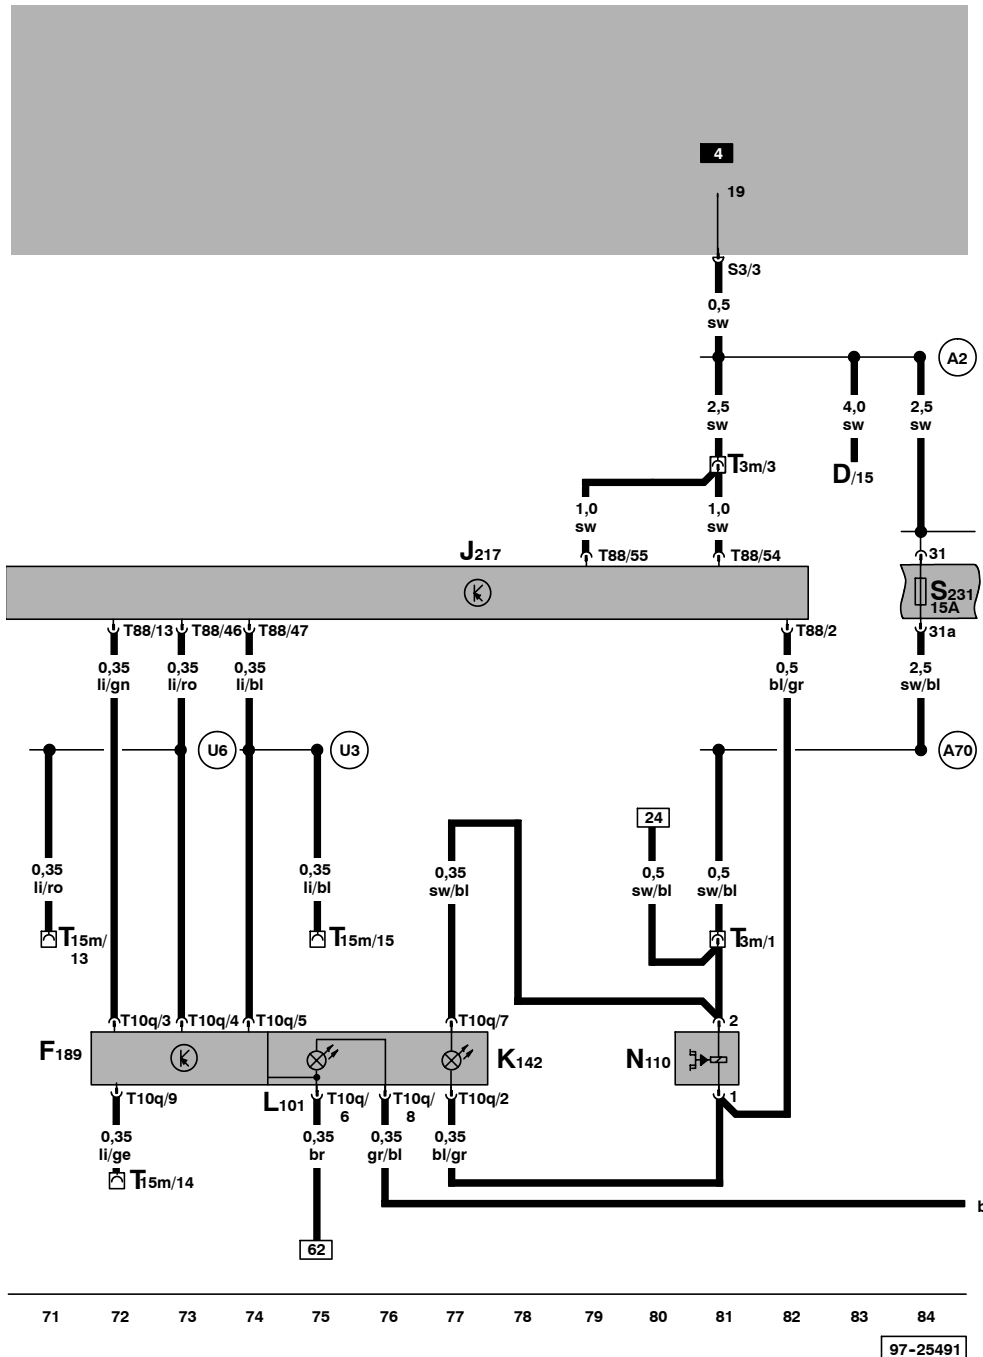 4
19
S3/3
0,5
sw
A2
2,5
sw
4,0
sw
2,5
sw
T3m/3
D/15
1,0
sw
1,0
sw
J217
T88/55
T88/54
31
S231
15A
T88/13
T88/46
T88/47
T88/2
31a
0,35
li/gn
0,35
li/ro
0,35
li/bl
0,5
bl/gr
2,5
sw/bl
U6
U3
A70
24
0,35
li/ro
0,35
li/bl
0,35
sw/bl
0,5
sw/bl
0,5
sw/bl
T15m/
13
T15m/15
T3m/1
T10q/3
T10q/4
T10q/5
T10q/7
2
F189
K142
N110
T10q/9
L101
T10q/
6
T10q/
8
T10q/2
1
0,35
li/ge
0,35
br
0,35
gr/bl
0,35
bl/gr
T15m/14
b
62
71 72 73 74 75 76 77 78 79 80 81 82 83 84
97-25491